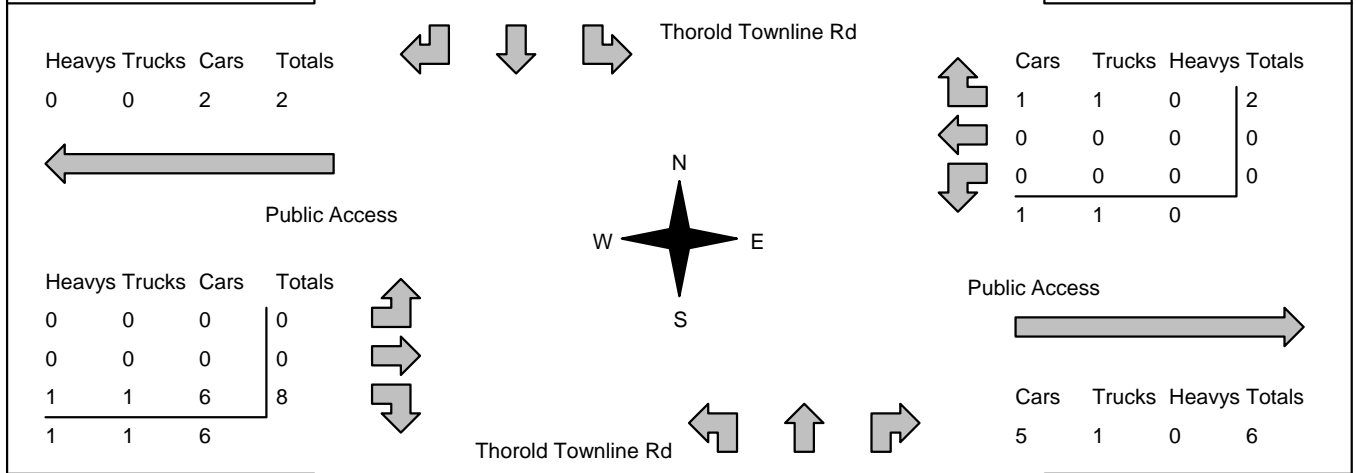 Thorold Townline Rd
Heavys Trucks Cars Totals
0 0 2 2
Cars Trucks Heavys Totals
1 1 0 2
0 0 0 0
0 0 0 0
1 1 0
Public Access
N
W E
S
Heavys Trucks Cars Totals
0 0 0 0
0 0 0 0
1 1 6 8
1 1 6
Public Access
Cars Trucks Heavys Totals
5 1 0 6
Thorold Townline Rd